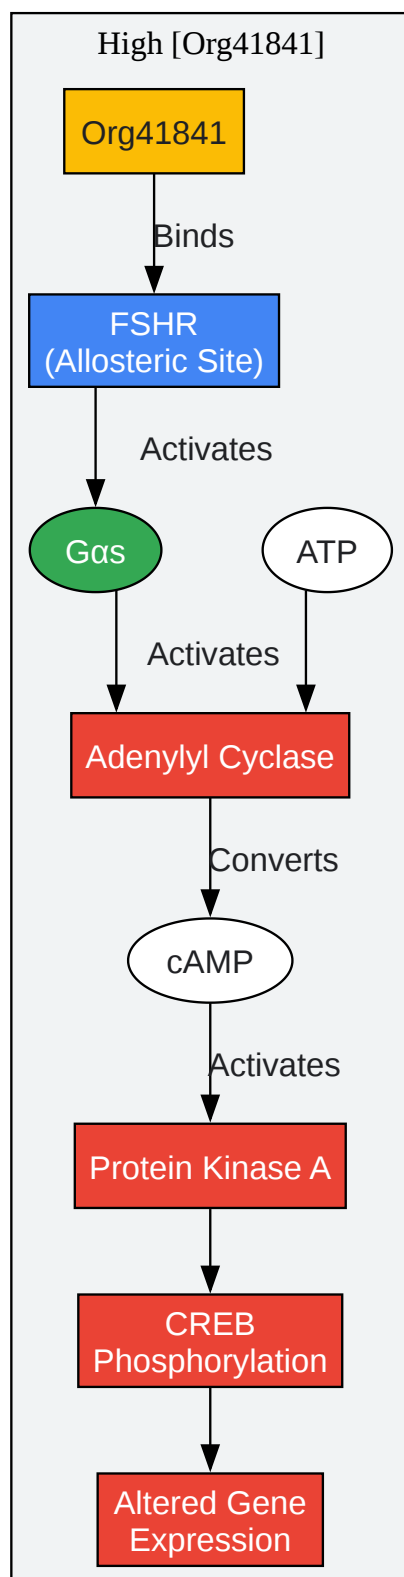 High [Org41841]
Org41841
Binds
FSHR
(Allosteric Site)
Activates
Gαs
ATP
Activates
Adenylyl Cyclase
Converts
cAMP
Activates
Protein Kinase A
CREB
Phosphorylation
Altered Gene
Expression